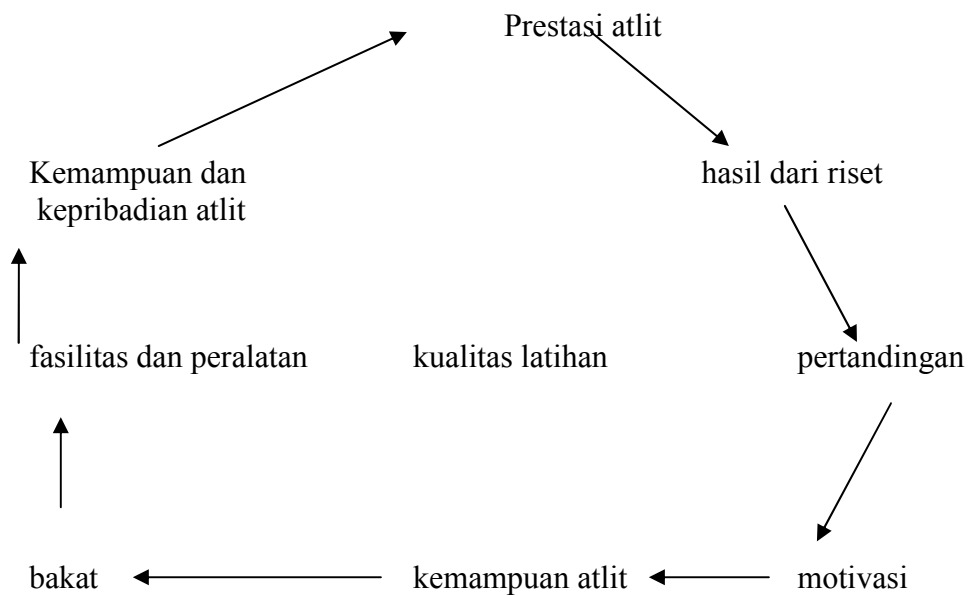 Prestasi atlit
Kemampuan dan
kepribadian atlit
hasil dari riset
fasilitas dan peralatan
kualitas latihan
pertandingan
bakat
kemampuan atlit
motivasi